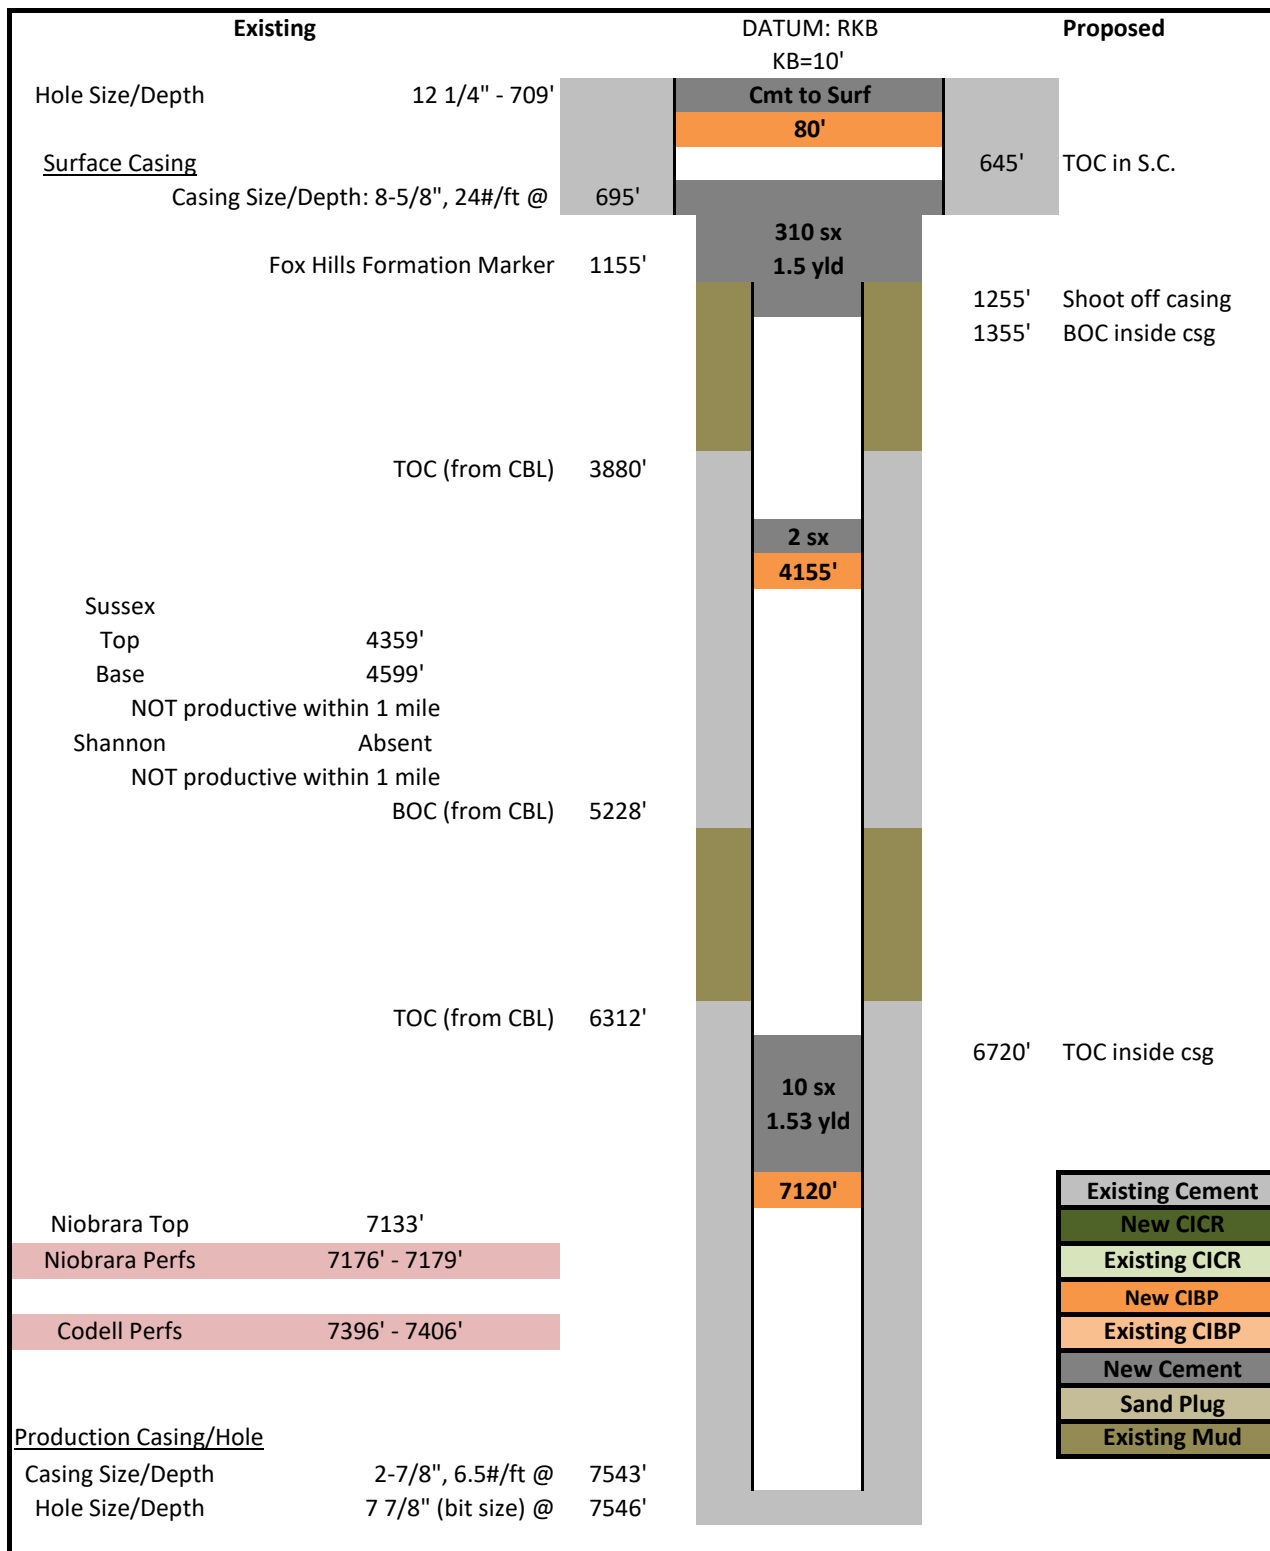 Existing DATUM: RKB Proposed
KB=10'
Hole Size/Depth 12 1/4" - 709' Cmt to Surf
80'
Surface Casing 645' TOC in S.C.
Casing Size/Depth: 8-5/8", 24#/ft @ 695'
310 sx
Fox Hills Formation Marker 1155' 1.5 yld
1255' Shoot off casing
1355' BOC inside csg
TOC (from CBL) 3880'
2 sx
4155'
Sussex
Top 4359'
Base 4599'
NOT productive within 1 mile
Shannon Absent
NOT productive within 1 mile
BOC (from CBL) 5228'
TOC (from CBL) 6312'
6720' TOC inside csg
10 sx
1.53 yld
7120' Existing Cement
Niobrara Top 7133' New CICR
Niobrara Perfs 7176' - 7179' Existing CICR
New CIBP
Codell Perfs 7396' - 7406' Existing CIBP
New Cement
Sand Plug
Production Casing/Hole Existing Mud
Casing Size/Depth 2-7/8", 6.5#/ft @ 7543'
Hole Size/Depth 7 7/8" (bit size) @ 7546'